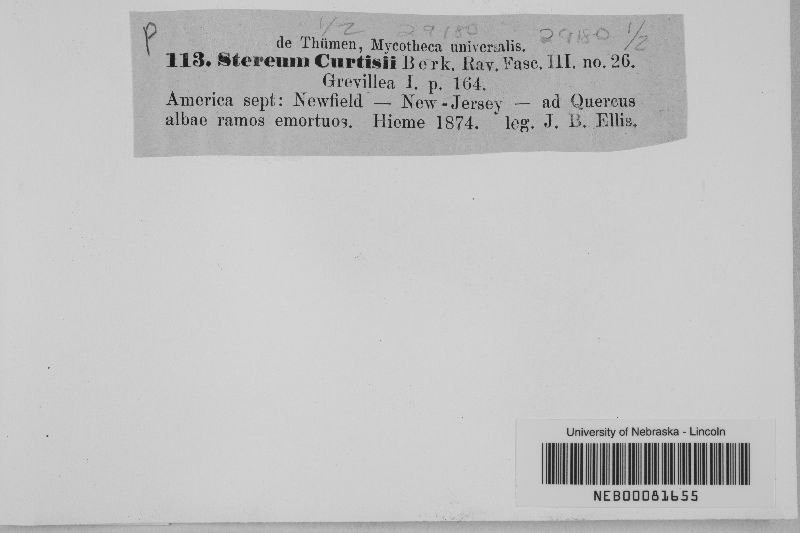 P 1/2 29180 29180 1/2
de Thümen, Mycotheca universalis.
113. Stereum Curtisii Berk. Rav. Fasc. III. no. 26.
Grevillea I. p. 164.
America sept: Newfield — New-Jersey — ad Quercus
albae ramos emortuos. Hieme 1874. leg. J. B. Ellis.
University of Nebraska - Lincoln
NEB00081655